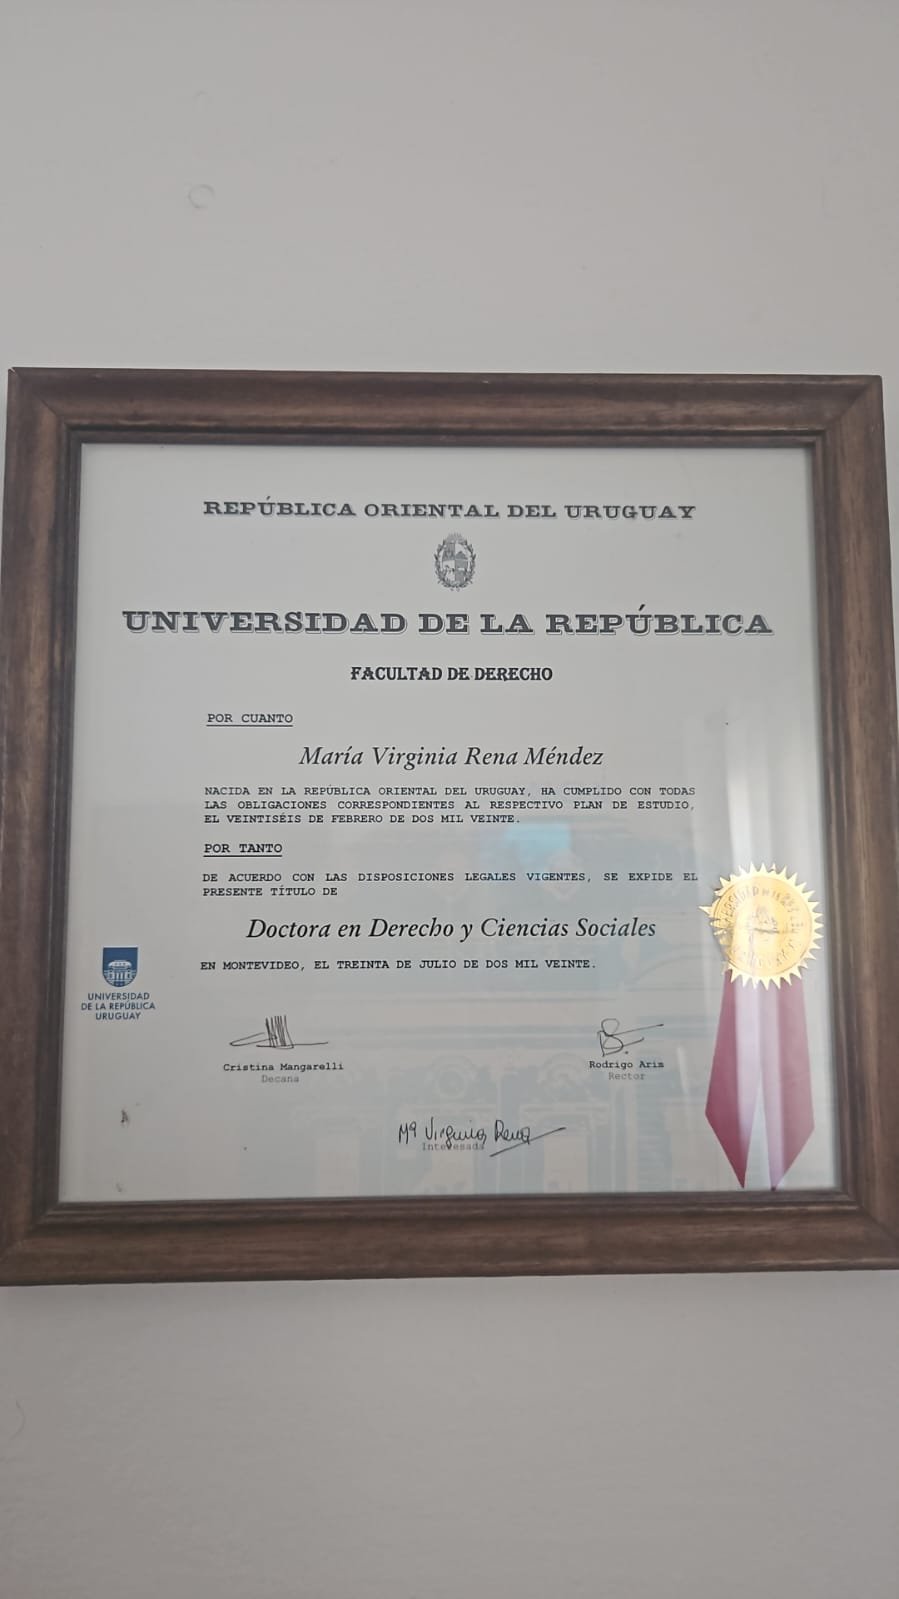 REPÚBLICA ORIENTAL DEL URUGUAY
UNIVERSIDAD DE LA REPÚBLICA
FACULTAD DE DERECHO
POR CUANTO
María Virginia Rena Méndez
NACIDA EN LA REPÚBLICA ORIENTAL DEL URUGUAY, HA CUMPLIDO CON TODAS
LAS OBLIGACIONES CORRESPONDIENTES AL RESPECTIVO PLAN DE ESTUDIO,
EL VEINTISÉIS DE FEBRERO DE DOS MIL VEINTE.
POR TANTO
DE ACUERDO CON LAS DISPOSICIONES LEGALES VIGENTES, SE EXPIDE EL
PRESENTE TÍTULO DE
Doctora en Derecho y Ciencias Sociales
EN MONTEVIDEO, EL TREINTA DE JULIO DE DOS MIL VEINTE.
UNIVERSIDAD
DE LA REPÚBLICA
URUGUAY
Cristina Mangarelli
Decana
Rodrigo Arim
Rector
Mª Virginia Rena
Interesada